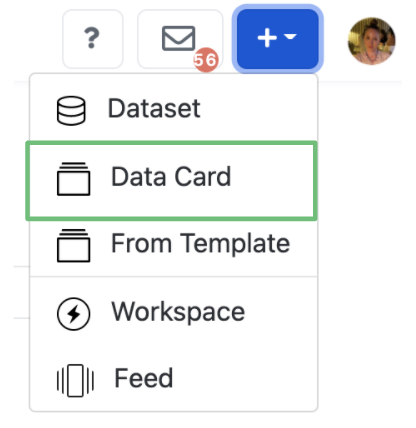 ?
56
+
Dataset
Data Card
From Template
Workspace
Feed